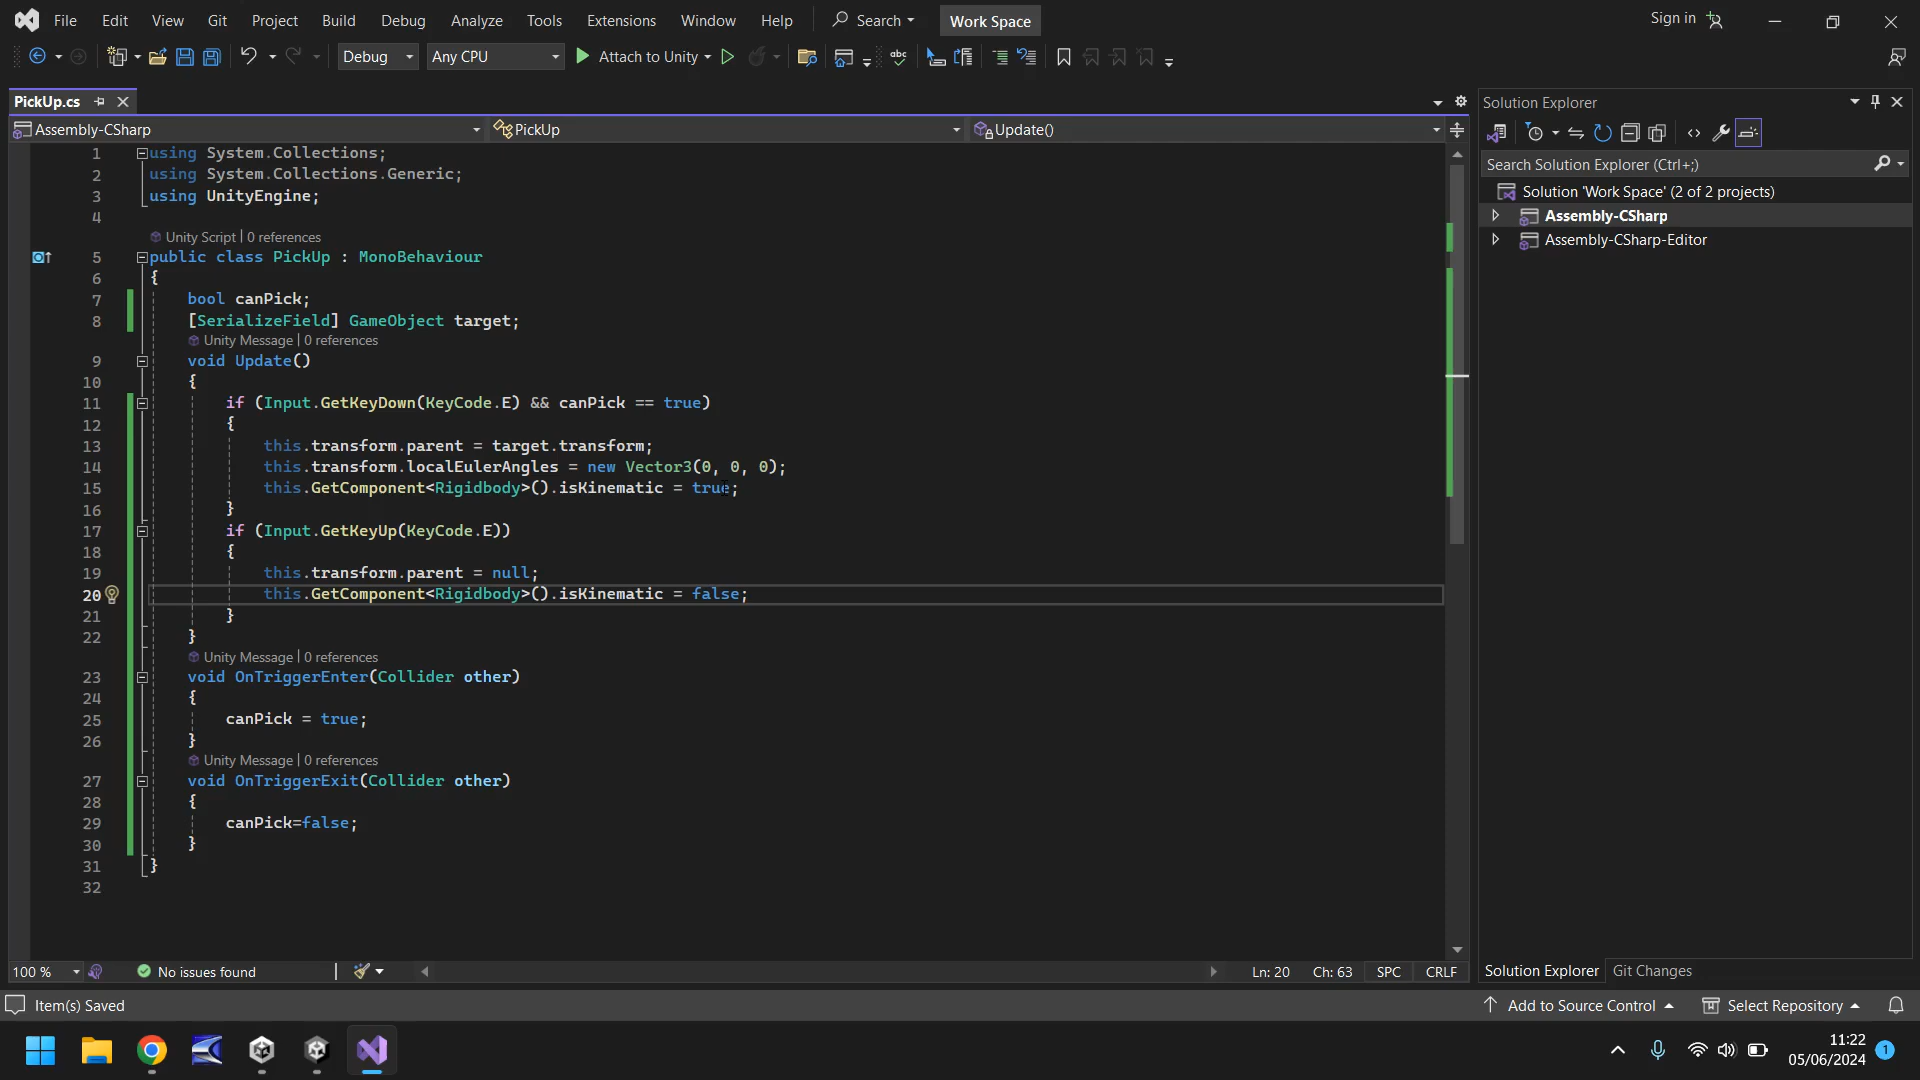 File Edit View Git Project Build Debug Analyze Tools Extensions Window Help Search Work Space Sign in
Debug Any CPU Attach to Unity abc
PickUp.cs
Assembly-CSharp PickUp Update()
1 using System.Collections;
2 using System.Collections.Generic;
3 using UnityEngine;
4
Unity Script | 0 references
5 public class PickUp : MonoBehaviour
6 {
7 bool canPick;
8 [SerializeField] GameObject target;
Unity Message | 0 references
9 void Update()
10 {
11 if (Input.GetKeyDown(KeyCode.E) && canPick == true)
12 {
13 this.transform.parent = target.transform;
14 this.transform.localEulerAngles = new Vector3(0, 0, 0);
15 this.GetComponent<Rigidbody>().isKinematic = true;
16 }
17 if (Input.GetKeyUp(KeyCode.E))
18 {
19 this.transform.parent = null;
20 this.GetComponent<Rigidbody>().isKinematic = false;
21 }
22 }
Unity Message | 0 references
23 void OnTriggerEnter(Collider other)
24 {
25 canPick = true;
26 }
Unity Message | 0 references
27 void OnTriggerExit(Collider other)
28 {
29 canPick=false;
30 }
31 }
32
100 % No issues found Ln: 20 Ch: 63 SPC CRLF
Solution Explorer
Search Solution Explorer (Ctrl+;)
Solution 'Work Space' (2 of 2 projects)
Assembly-CSharp
Assembly-CSharp-Editor
Solution Explorer Git Changes
Item(s) Saved Add to Source Control Select Repository
11:22
05/06/2024 1